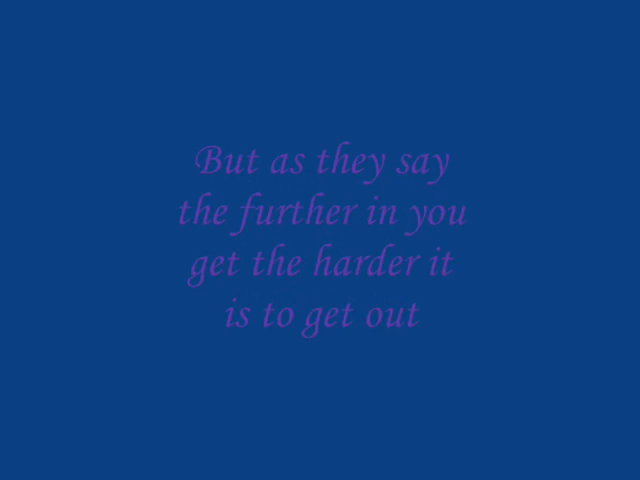 But as they say
the further in you
get the harder it
is to get out